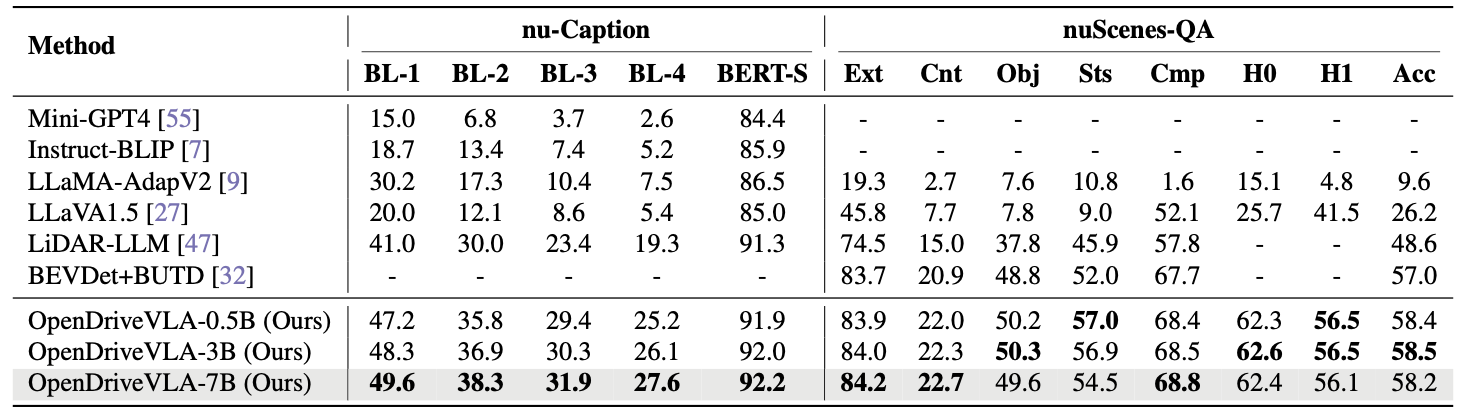 Method nu-Caption nuScenes-QA
BL-1 BL-2 BL-3 BL-4 BERT-S Ext Cnt Obj Sts Cmp H0 H1 Acc
Mini-GPT4 [55] 15.0 6.8 3.7 2.6 84.4 - - - - - - - -
Instruct-BLIP [7] 18.7 13.4 7.4 5.2 85.9 - - - - - - - -
LLaMA-AdapV2 [9] 30.2 17.3 10.4 7.5 86.5 19.3 2.7 7.6 10.8 1.6 15.1 4.8 9.6
LLaVA1.5 [27] 20.0 12.1 8.6 5.4 85.0 45.8 7.7 7.8 9.0 52.1 25.7 41.5 26.2
LiDAR-LLM [47] 41.0 30.0 23.4 19.3 91.3 74.5 15.0 37.8 45.9 57.8 - - 48.6
BEVDet+BUTD [32] - - - - - 83.7 20.9 48.8 52.0 67.7 - - 57.0
OpenDriveVLA-0.5B (Ours) 47.2 35.8 29.4 25.2 91.9 83.9 22.0 50.2 57.0 68.4 62.3 56.5 58.4
OpenDriveVLA-3B (Ours) 48.3 36.9 30.3 26.1 92.0 84.0 22.3 50.3 56.9 68.5 62.6 56.5 58.5
OpenDriveVLA-7B (Ours) 49.6 38.3 31.9 27.6 92.2 84.2 22.7 49.6 54.5 68.8 62.4 56.1 58.2